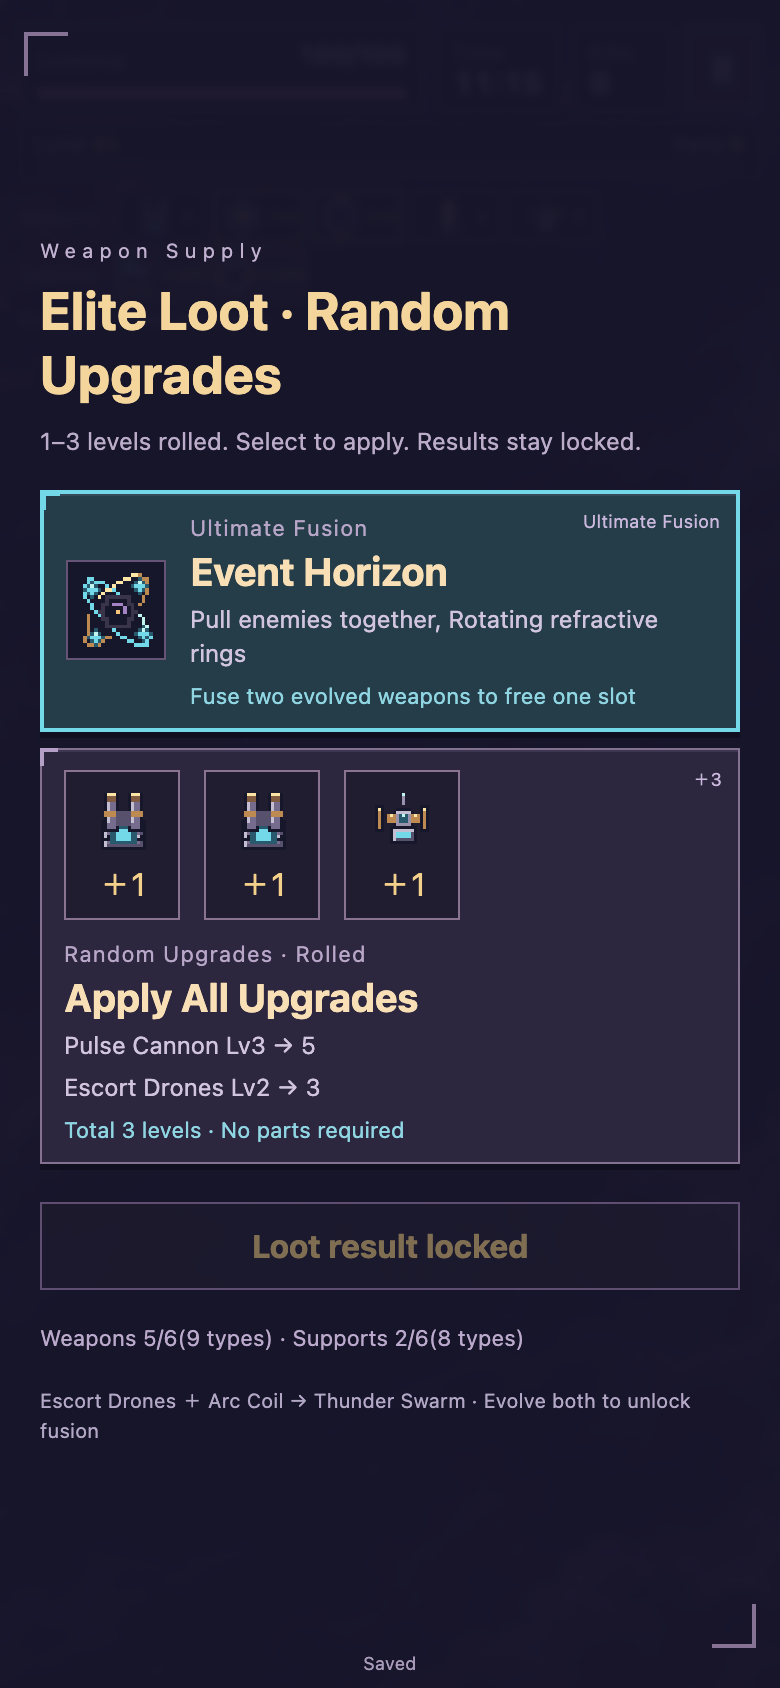 Weapon Supply
Elite Loot · Random
Upgrades
1–3 levels rolled. Select to apply. Results stay locked.
Ultimate Fusion
Ultimate Fusion
Event Horizon
Pull enemies together, Rotating refractive
rings
Fuse two evolved weapons to free one slot
+3
+1
+1
+1
Random Upgrades · Rolled
Apply All Upgrades
Pulse Cannon Lv3 → 5
Escort Drones Lv2 → 3
Total 3 levels · No parts required
Loot result locked
Weapons 5/6(9 types) · Supports 2/6(8 types)
Escort Drones + Arc Coil → Thunder Swarm · Evolve both to unlock
fusion
Saved